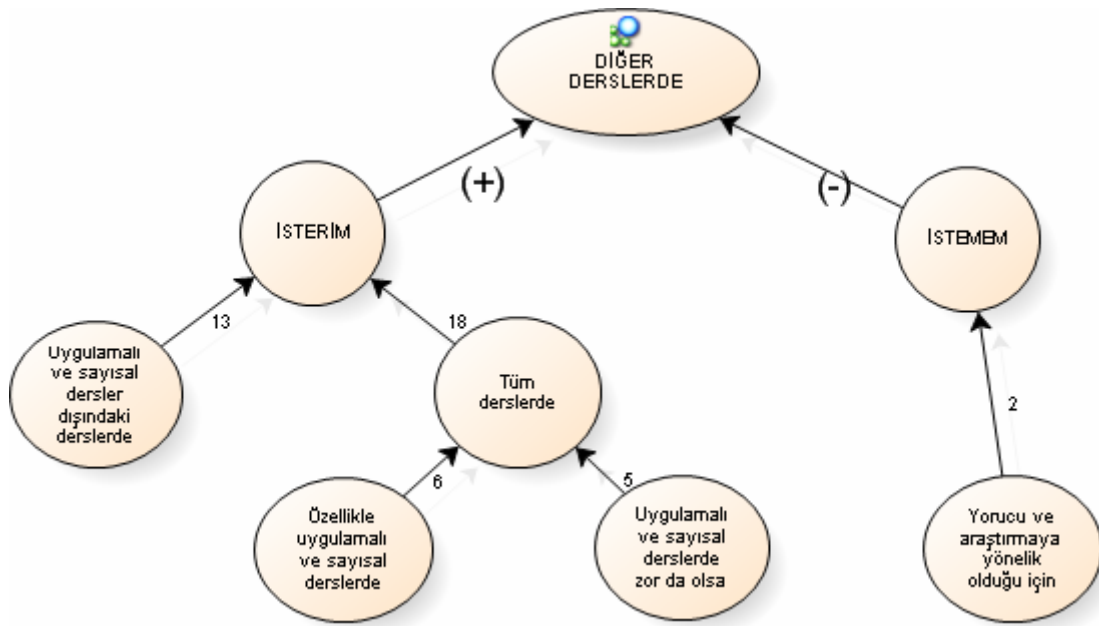 DİĞER
DERSLERDE
(+)
(-)
İSTERİM
İSTEMEM
13
18
Uygulamalı
ve sayısal
dersler
dışındaki
derslerde
Tüm
derslerde
2
6
5
Özellikle
uygulamalı
ve sayısal
derslerde
Uygulamalı
ve sayısal
derslerde
zor da olsa
Yorucu ve
araştırmaya
yönelik
olduğu için